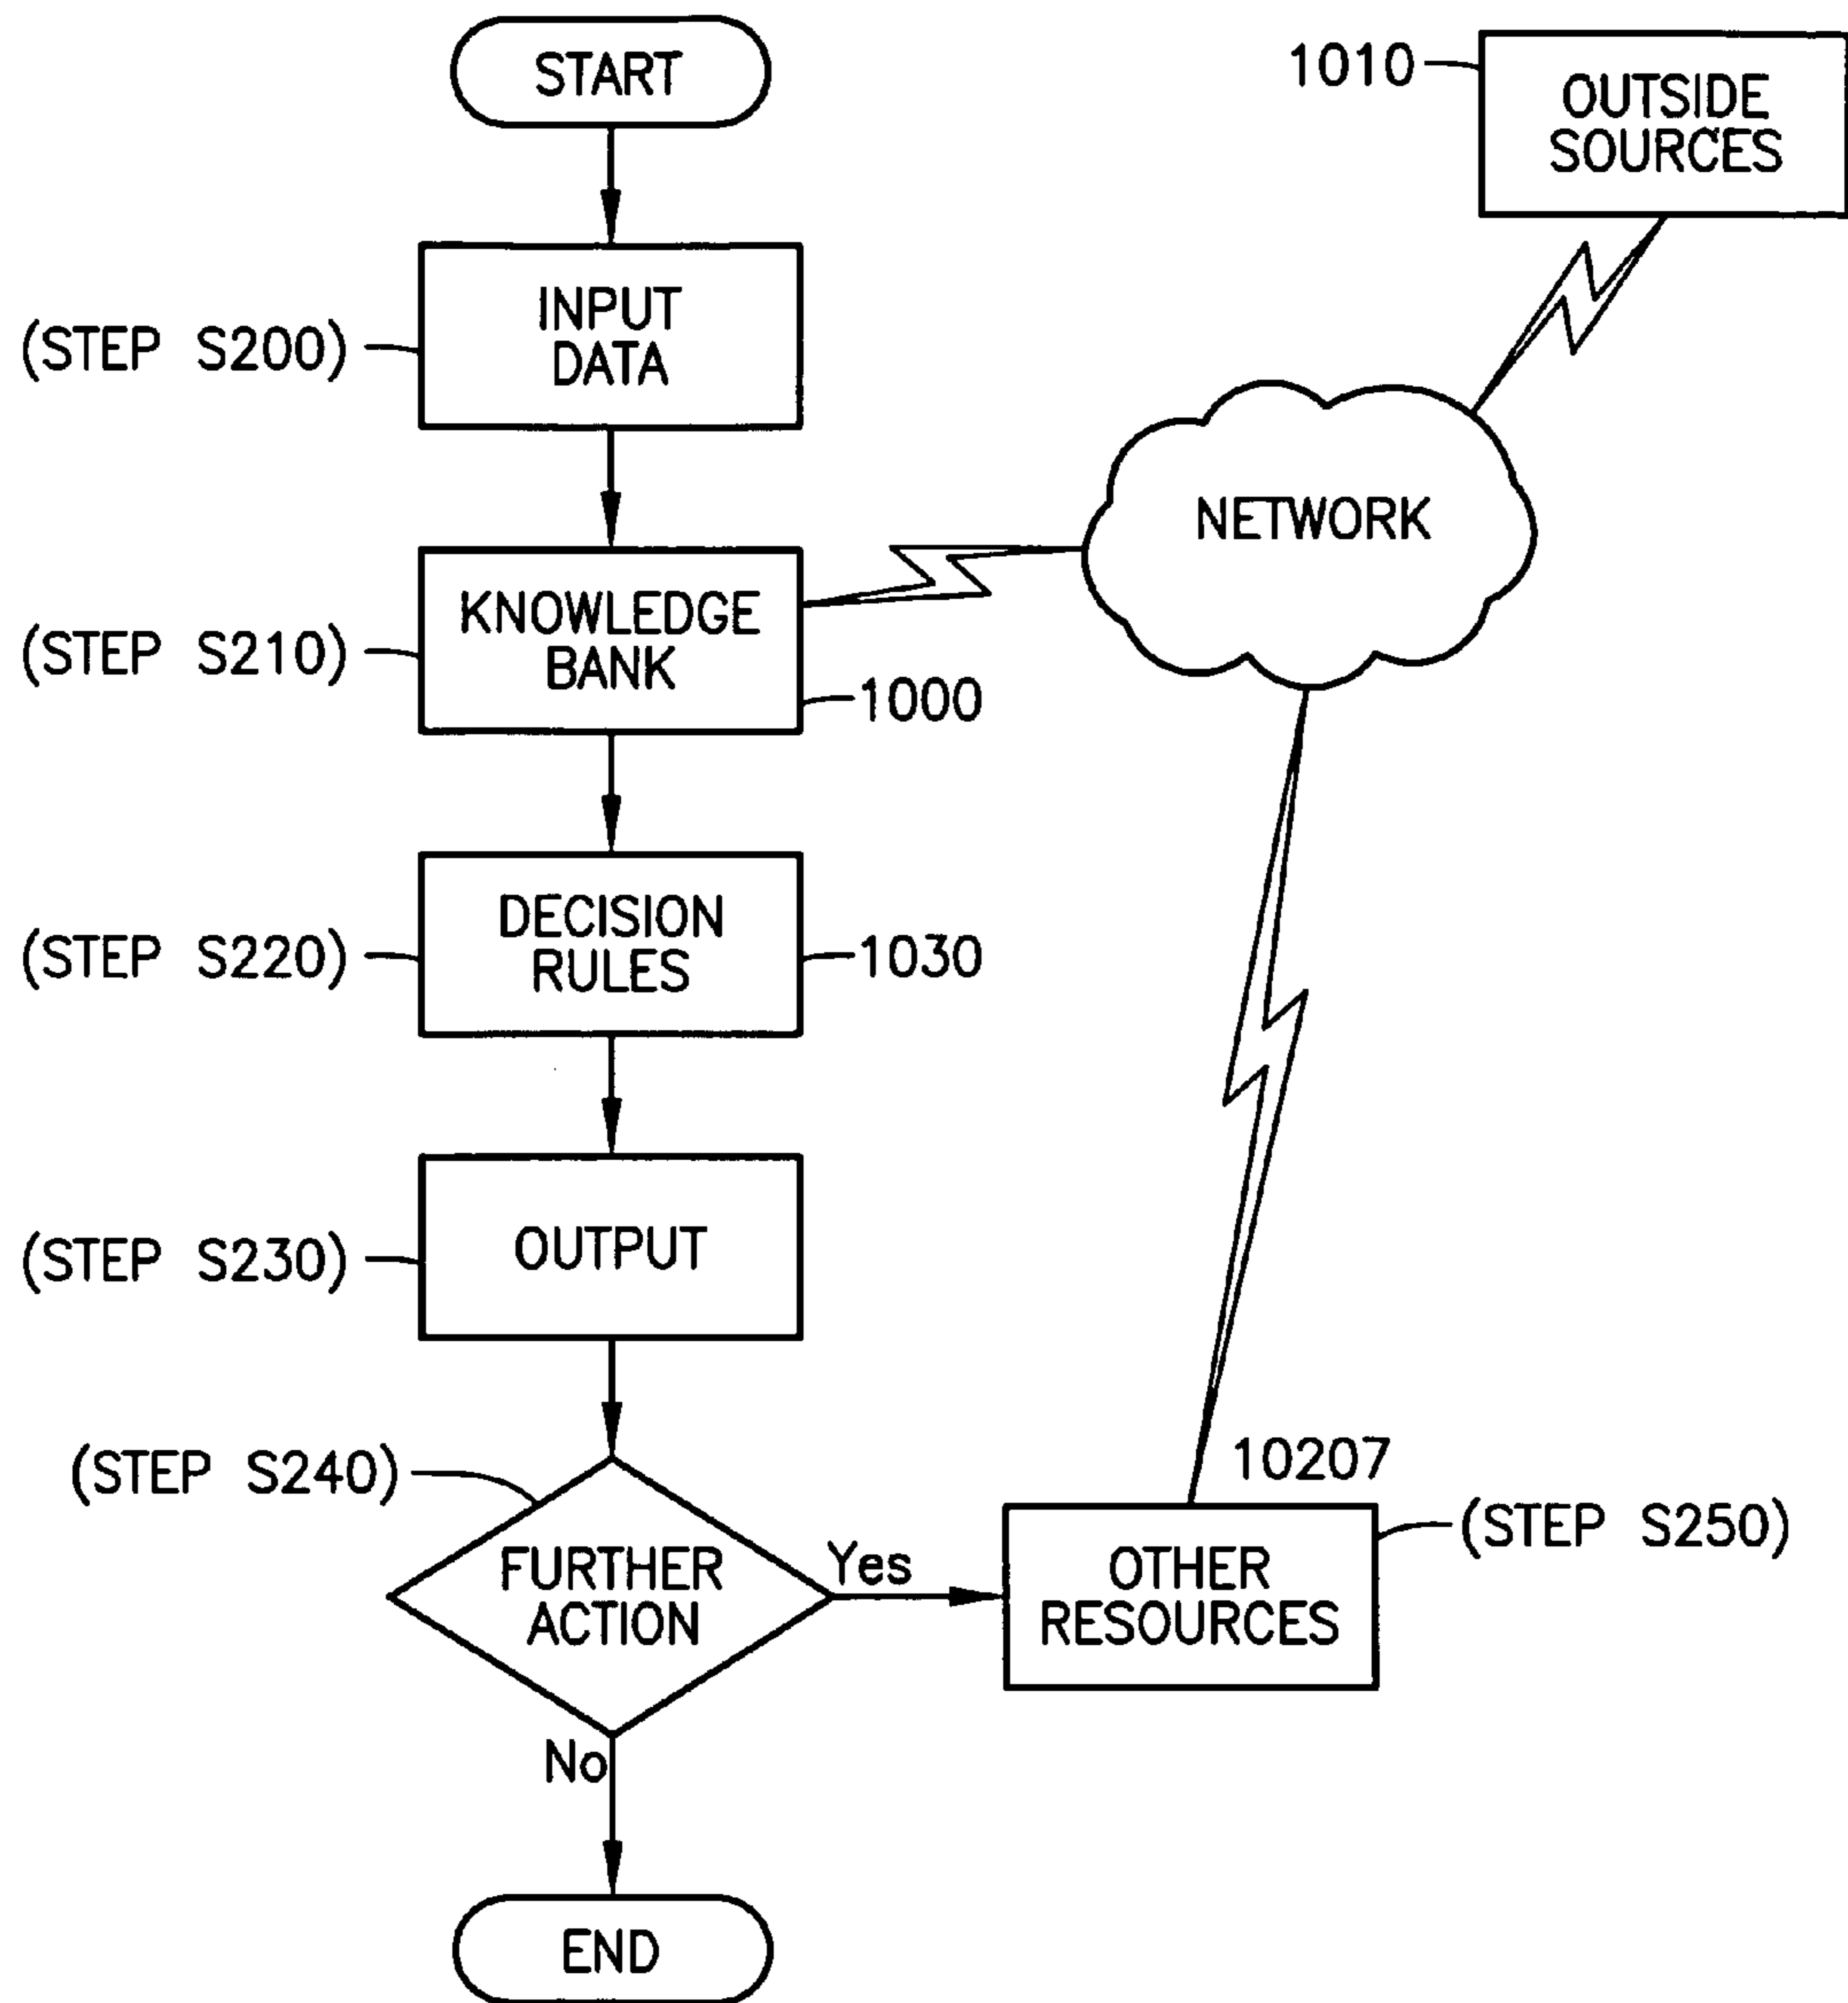 START
1010
OUTSIDE
SOURCES
INPUT
DATA
(STEP S200)
NETWORK
KNOWLEDGE
BANK
(STEP S210)
1000
DECISION
RULES
(STEP S220)
1030
OUTPUT
(STEP S230)
(STEP S240)
FURTHER
ACTION
Yes
10207
(STEP S250)
OTHER
RESOURCES
No
END